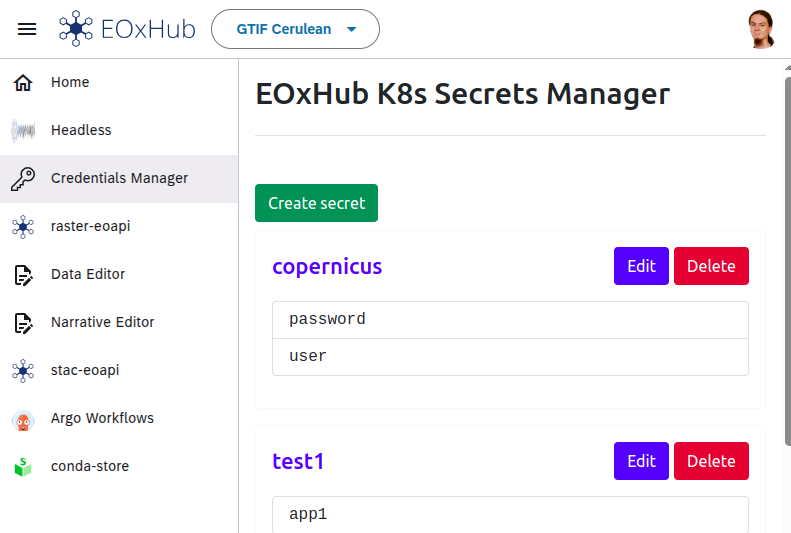 EOxHub
GTIF Cerulean
Home
Headless
Credentials Manager
raster-eoapi
Data Editor
Narrative Editor
stac-eoapi
Argo Workflows
S
conda-store
EOxHub K8s Secrets Manager
Create secret
copernicus
Edit
Delete
password
user
test1
Edit
Delete
app1